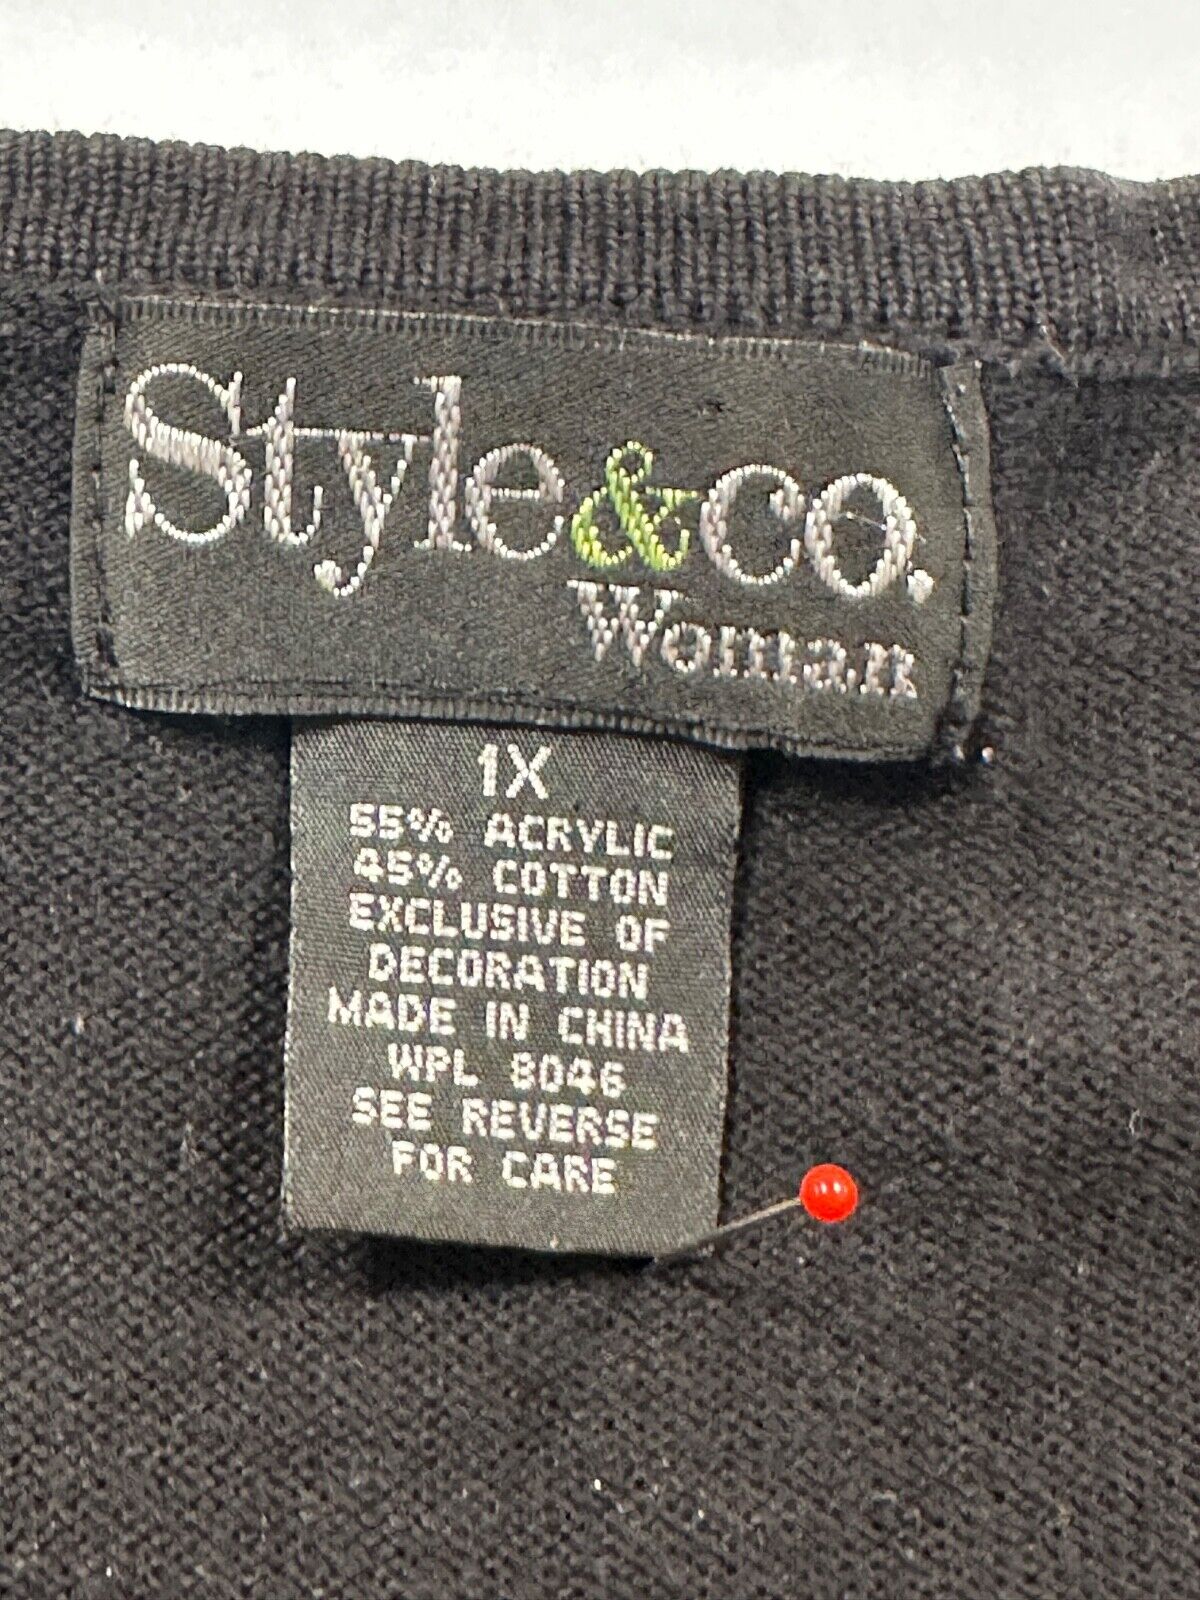 Style&co.
Woman
1X
55% ACRYLIC
45% COTTON
EXCLUSIVE OF
DECORATION
MADE IN CHINA
WPL 8046
SEE REVERSE
FOR CARE